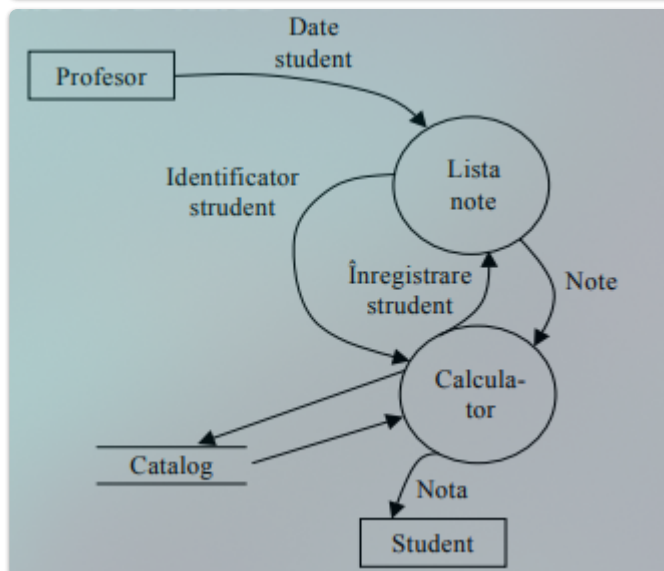 Date
student
Profesor
Lista
note
Identificator
strudent
Înregistrare
strudent
Note
Calcula-
tor
Catalog
Nota
Student